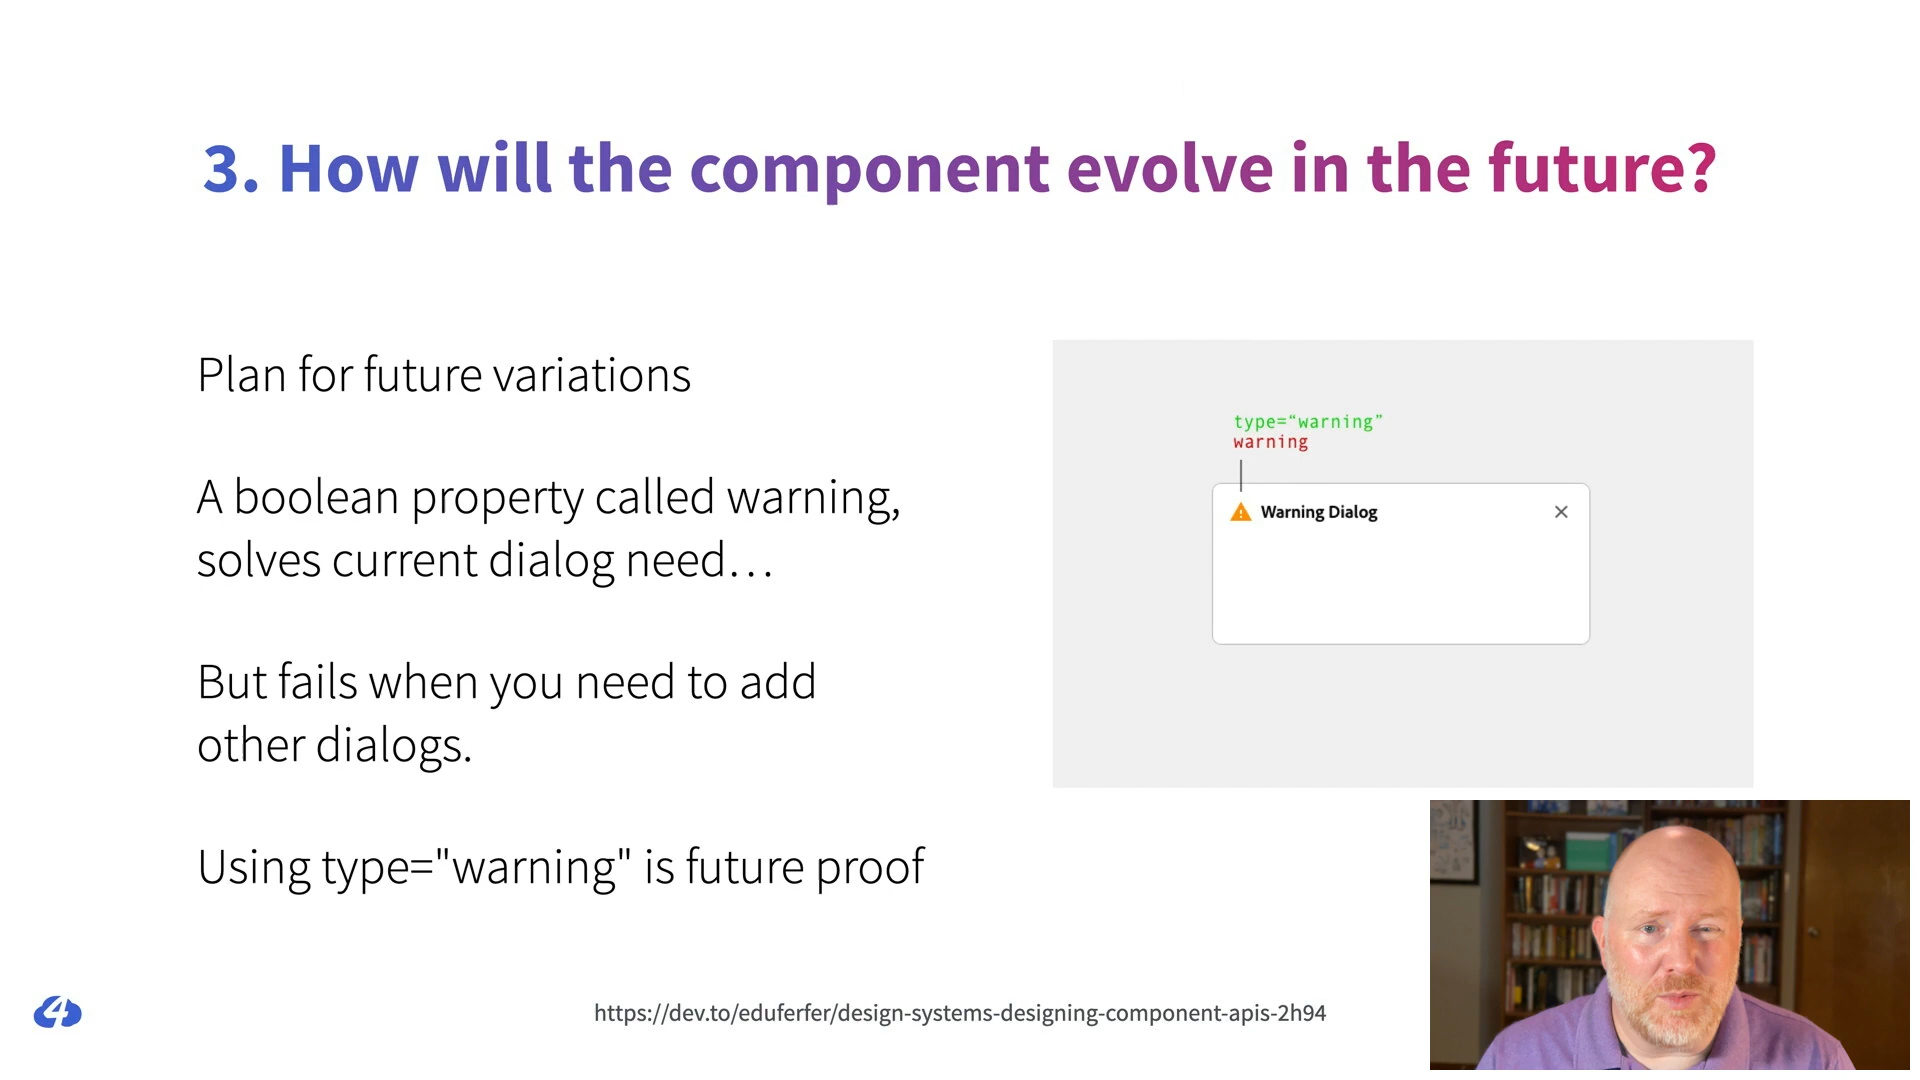 3. How will the component evolve in the future?
Plan for future variations
A boolean property called warning,
solves current dialog need…
But fails when you need to add
other dialogs.
Using type="warning" is future proof
type=“warning”
warning
Warning Dialog
4
https://dev.to/eduferfer/design-systems-designing-component-apis-2h94